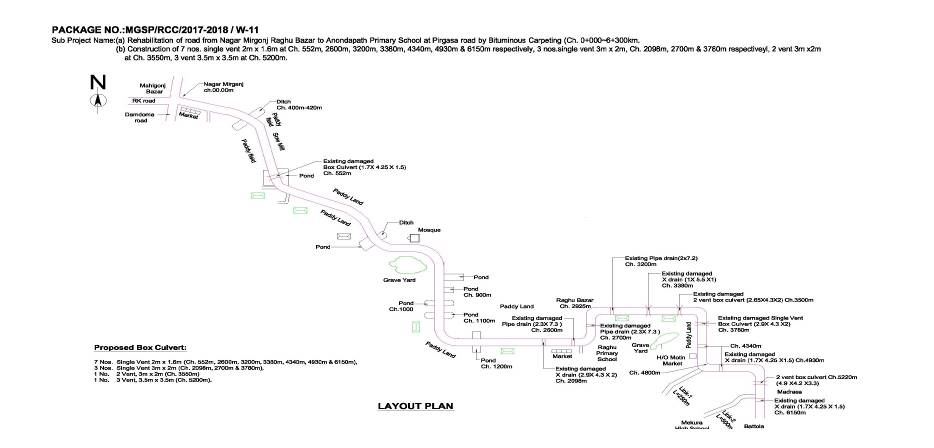 PACKAGE NO.:MGSP/RCC/2017-2018 / W-11
Sub Project Name:(a) Rehabilitation of road from Nagar Mirgonj Raghu Bazar to Anondapath Primary School at Pirgasa road by Bituminous Carpeting (Ch. 0+000~6+300km.
(b) Construction of 7 nos. single vent 2m x 1.6m at Ch. 552m, 2600m, 3200m, 3380m, 4340m, 4930m & 6150m respectively, 3 nos.single vent 3m x 2m, Ch. 2098m, 2700m & 3760m respectiveyl, 2 vent 3m x2m
at Ch. 3550m, 3 vent 3.5m x 3.5m at Ch. 5200m.
N
Mahigonj
Bazar
Nagar Mirganj
ch.00.00m
RK road
Damdoma
road
Market
Ditch
Ch. 400m-420m
Paddy
field
Saw Mill
Paddy field
Existing damaged
Box Culvert (1.7X 4.25 X 1.5)
Ch. 552m
Pond
Paddy Land
Paddy Land
Ditch
Mosque
Pond
Grave Yard
Pond
Pond
Ch. 900m
Pond
Ch.1000
Pond
Ch. 1100m
Paddy Land
Pond
Ch. 1200m
Paddy Land
Existing damaged
Pipe drain (2.3X 7.3 )
Ch. 2600m
Market
Existing damaged
X drain (2.9X 4.3 X 2)
Ch. 2098m
Raghu Bazar
Ch. 2925m
Existing damaged
Pipe drain (2.3X 7.3 )
Ch. 2700m
Raghu
Primary
School
Existing Pipe drain(2x7.2)
Ch. 3200m
Existing damaged
X drain (1X 5.5 X1)
Ch. 3380m
Existing damaged
2 vent box culvert (2.65X4.3X2) Ch.3500m
Existing damaged Single Vent
Box Culvert (2.9X 4.3 X2)
Ch. 3760m
Paddy Land
Grave
Yard
H/O Motin
Market
Ch. 4340m
Existing damaged
X drain (1.7X 4.25 X1.5) Ch.4930m
Ch. 4800m
2 vent box culvert Ch.5220m
(4.9 X4.2 X3.3)
Madrasa
Existing damaged
X drain (1.7X 4.25 X 1.5)
Ch. 6150m
Link-1
Link-2
Mekura
High School
Battola
Proposed Box Culvert:
7 Nos. Single Vent 2m x 1.6m (Ch. 552m, 2600m, 3200m, 3380m, 4340m, 4930m & 6150m),
3 Nos. Single Vent 3m x 2m (Ch. 2098m, 2700m & 3760m),
1 No. 2 Vent, 3m x 2m (Ch. 3550m)
1 No. 3 Vent, 3.5m x 3.5m (Ch. 5200m).
LAYOUT PLAN